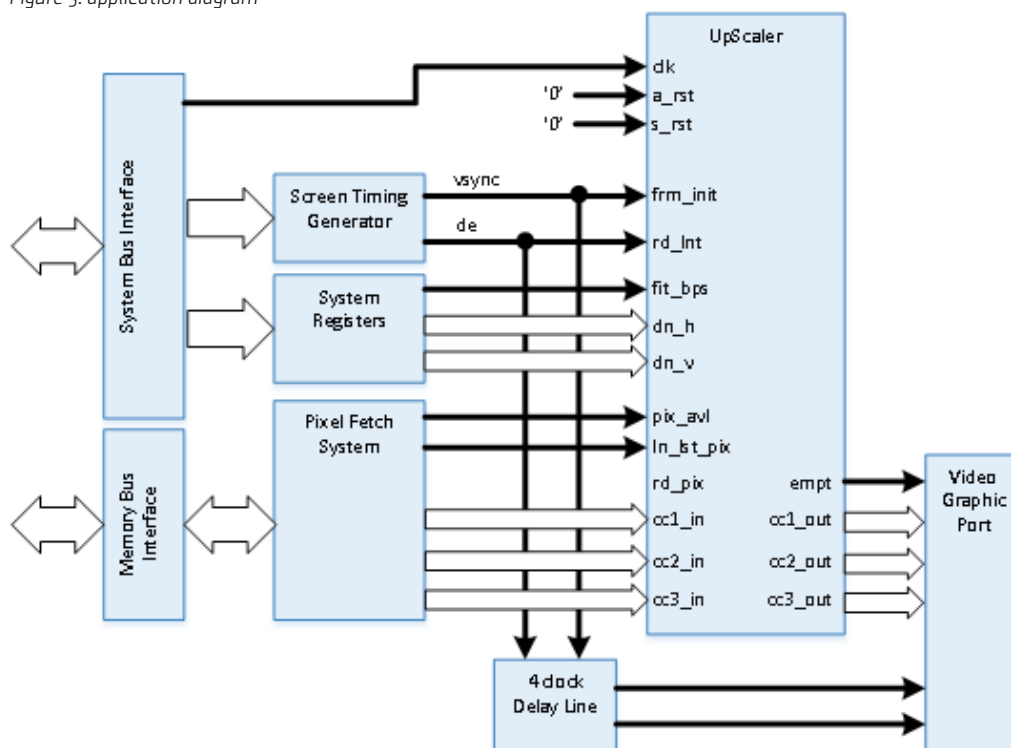 Figure 5: application diagram
UpScaler
clk
'0'
a_rst
'0'
s_rst
System Bus Interface
Screen Timing
Generator
vsync
frm_init
de
rd_lnt
System
Registers
fit_bps
dn_h
dn_v
Pixel Fetch
System
pix_avl
ln_lst_pix
rd_pix
empt
cc1_in
cc1_out
cc2_in
cc2_out
cc3_in
cc3_out
Memory Bus
Interface
Video
Graphic
Port
4 clock
Delay Line